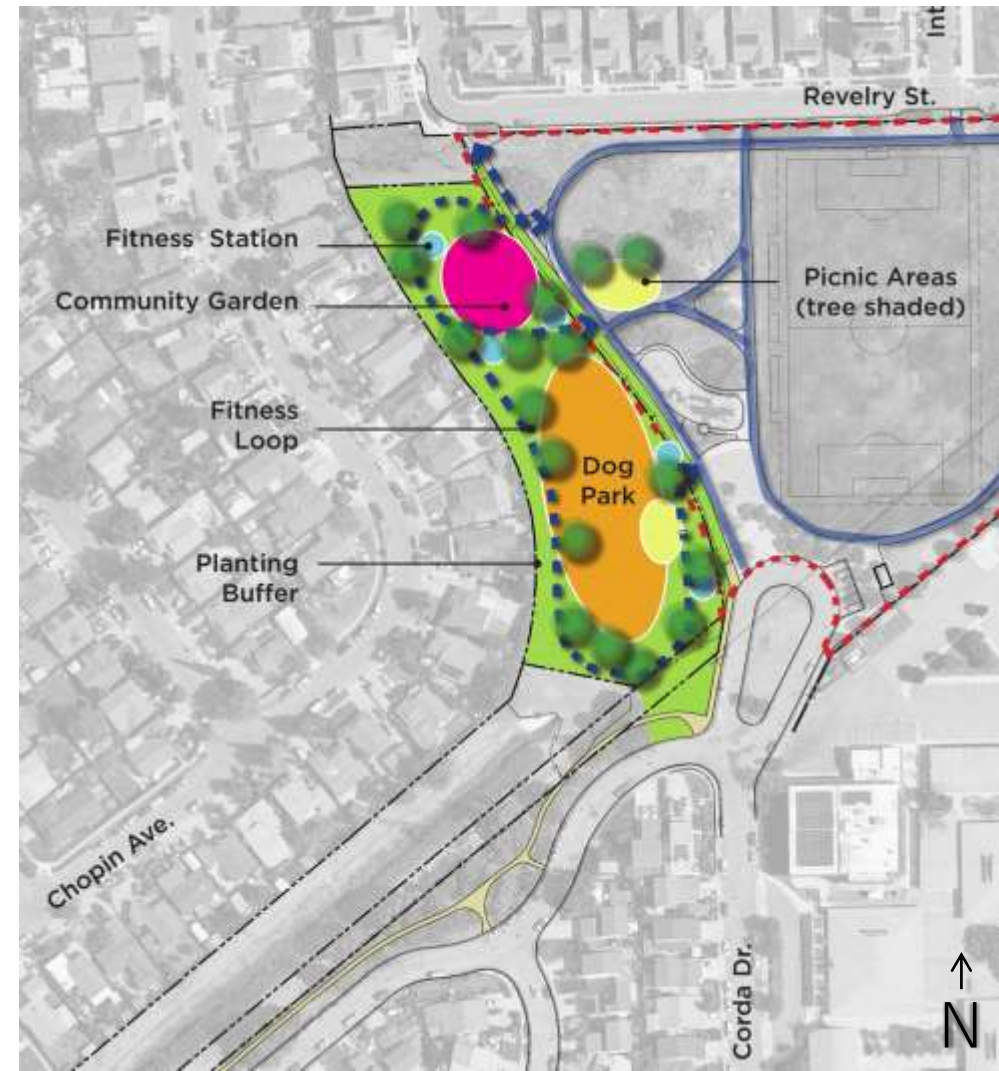 Int
Revelry St.
Fitness Station
Community Garden
Picnic Areas
(tree shaded)
Fitness
Loop
Dog
Park
Planting
Buffer
Chopin Ave.
Corda Dr.
N